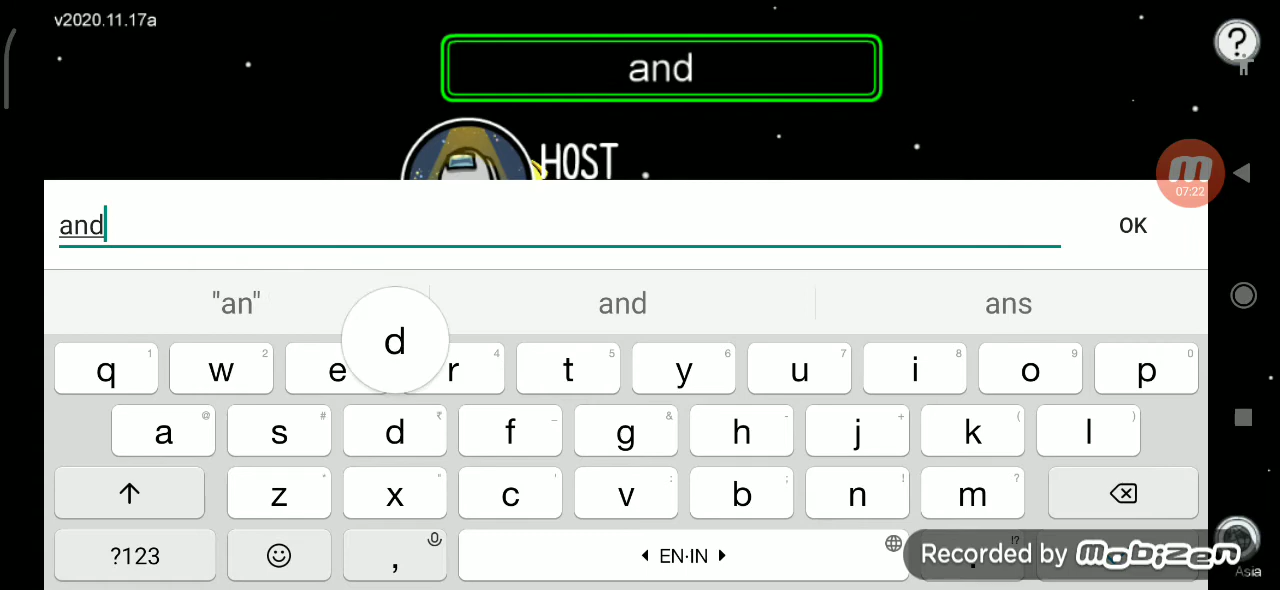 v2020.11.17a
and
?
HOST
m
07:22
and
OK
"an" and ans
d
q 1 w 2 e r 4 t 5 y 6 u 7 i 8 o 9 p 0
a @ s # d ₹ f _ g & h - j + k ( l )
z * x " c ' v : b ; n ! m ?
?123 , EN·IN !? .
Recorded by mobizen
Asia